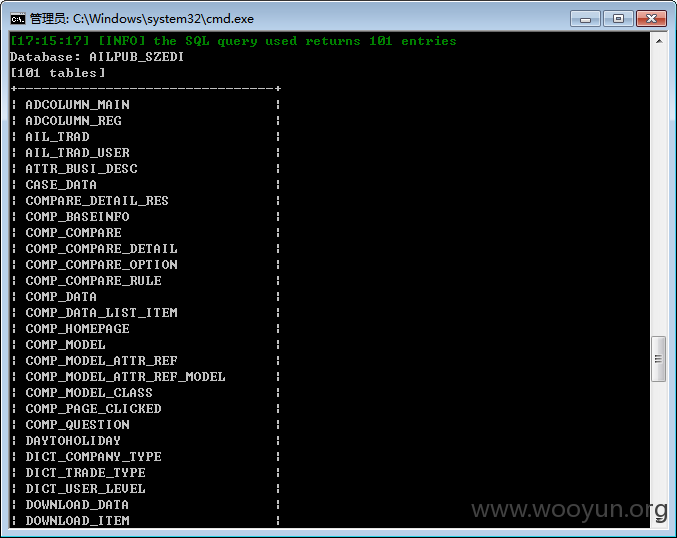 管理员: C:\Windows\system32\cmd.exe
[17:15:17] [INFO] the SQL query used returns 101 entries
Database: AILPUB_SZEDI
[101 tables]
+--------------------------------+
¦ ADCOLUMN_MAIN ¦
¦ ADCOLUMN_REG ¦
¦ AIL_TRAD ¦
¦ AIL_TRAD_USER ¦
¦ ATTR_BUSI_DESC ¦
¦ CASE_DATA ¦
¦ COMPARE_DETAIL_RES ¦
¦ COMP_BASEINFO ¦
¦ COMP_COMPARE ¦
¦ COMP_COMPARE_DETAIL ¦
¦ COMP_COMPARE_OPTION ¦
¦ COMP_COMPARE_RULE ¦
¦ COMP_DATA ¦
¦ COMP_DATA_LIST_ITEM ¦
¦ COMP_HOMEPAGE ¦
¦ COMP_MODEL ¦
¦ COMP_MODEL_ATTR_REF ¦
¦ COMP_MODEL_ATTR_REF_MODEL ¦
¦ COMP_MODEL_CLASS ¦
¦ COMP_PAGE_CLICKED ¦
¦ COMP_QUESTION ¦
¦ DAYTOHOLIDAY ¦
¦ DICT_COMPANY_TYPE ¦
¦ DICT_TRADE_TYPE ¦
¦ DICT_USER_LEVEL ¦
¦ DOWNLOAD_DATA ¦
¦ DOWNLOAD_ITEM ¦
www.wooyun.org